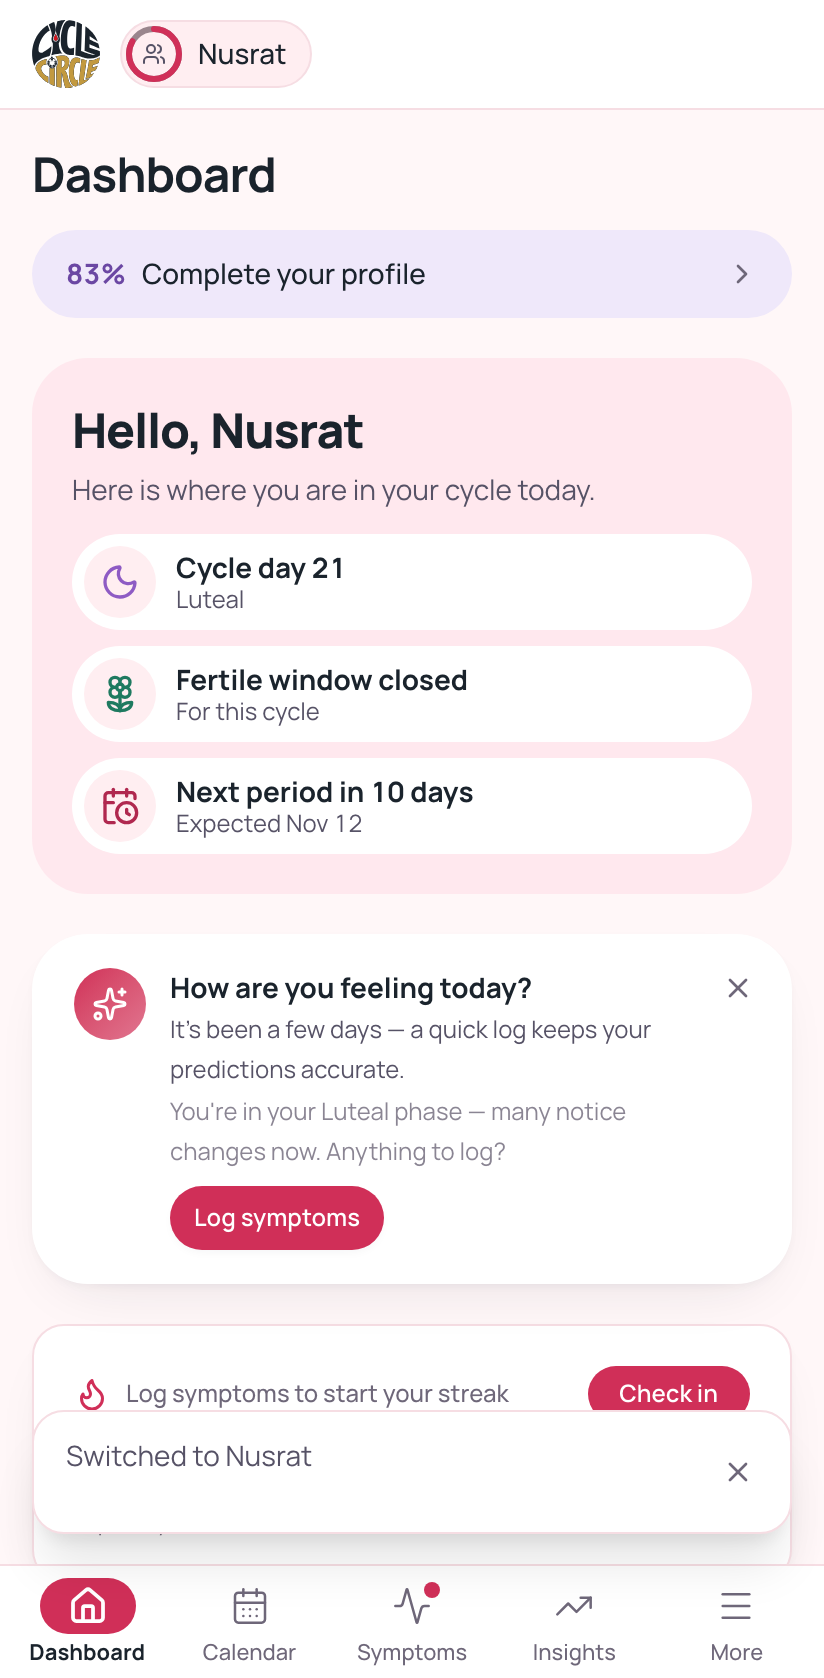 CYCLE
CIRCLE
Nusrat
Dashboard
83% Complete your profile
Hello, Nusrat
Here is where you are in your cycle today.
Cycle day 21
Luteal
Fertile window closed
For this cycle
Next period in 10 days
Expected Nov 12
How are you feeling today?
It's been a few days — a quick log keeps your
predictions accurate.
You're in your Luteal phase — many notice
changes now. Anything to log?
Log symptoms
Log symptoms to start your streak
Check in
Switched to Nusrat
Dashboard
Calendar
Symptoms
Insights
More